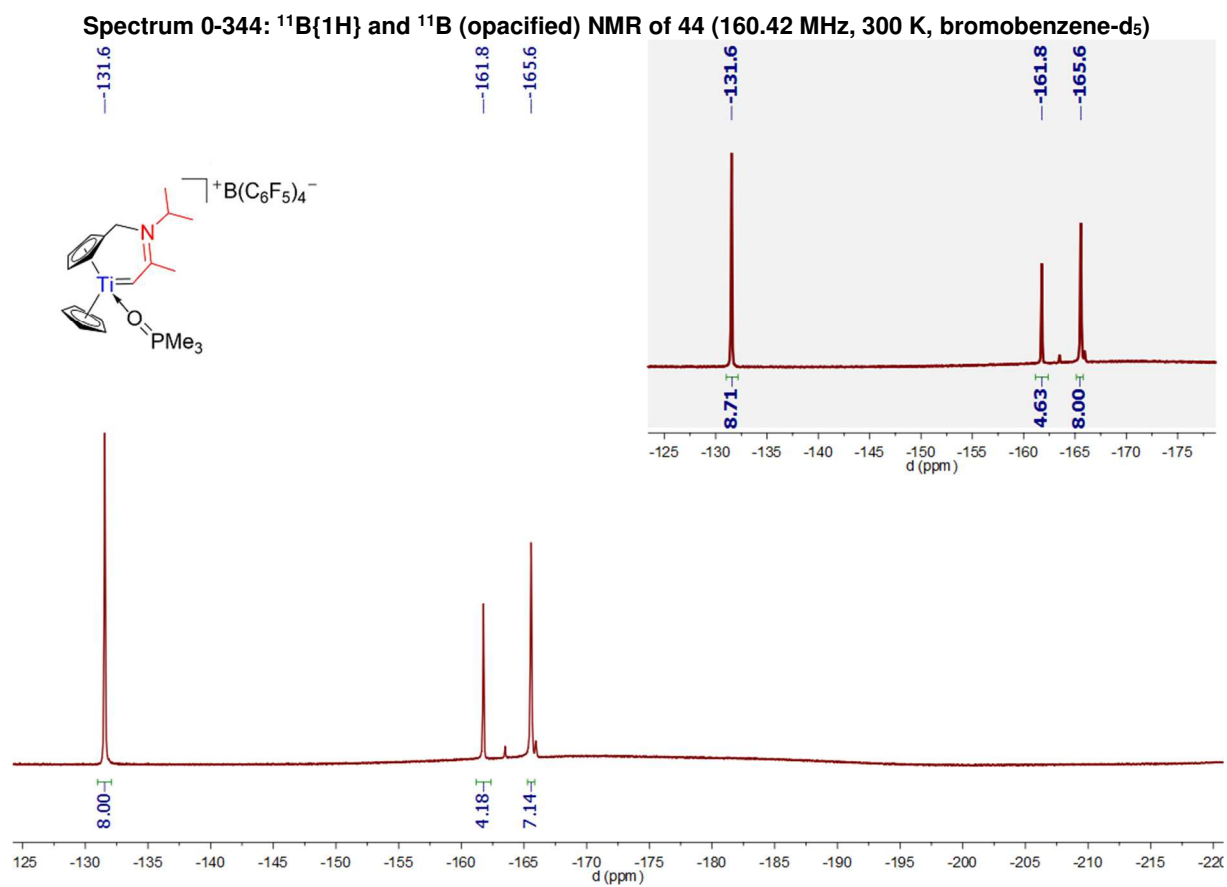 Spectrum 0-344: ¹¹B{1H} and ¹¹B (opacified) NMR of 44 (160.42 MHz, 300 K, bromobenzene-d₅)
-131.6
-161.8
-165.6
-131.6
-161.8
-165.6
⁺B(C₆F₅)₄⁻
N
Ti
O
PMe₃
8.71
4.63
8.00
-125 -130 -135 -140 -145 -150 -155 -160 -165 -170 -175
d (ppm)
8.00
4.18
7.14
125 -130 -135 -140 -145 -150 -155 -160 -165 -170 -175 -180 -185 -190 -195 -200 -205 -210 -215 -220
d (ppm)